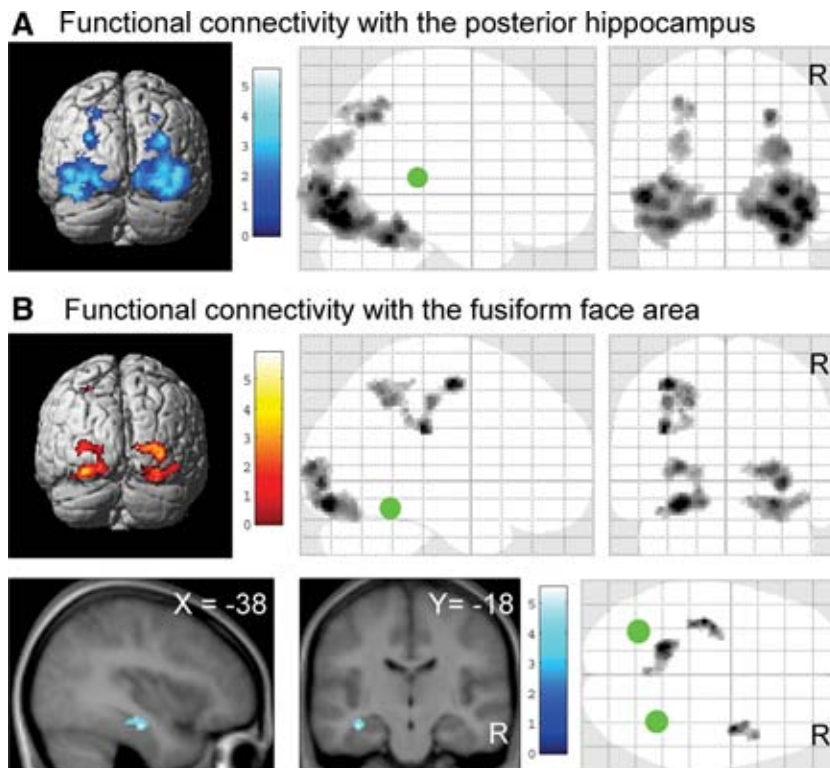 A Functional connectivity with the posterior hippocampus
5
4
3
2
1
0
R
B Functional connectivity with the fusiform face area
5
4
3
2
1
0
R
X = -38
Y= -18
R
5
4
3
2
1
0
R